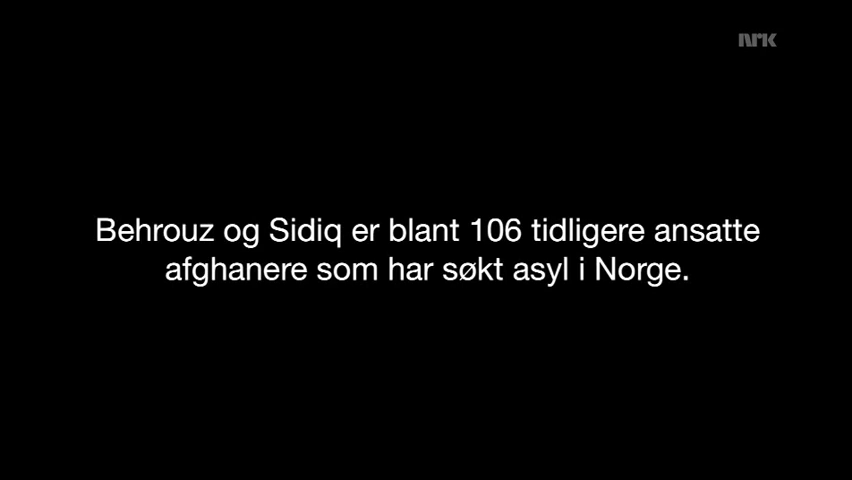 NRK
Behrouz og Sidiq er blant 106 tidligere ansatte
afghanere som har søkt asyl i Norge.